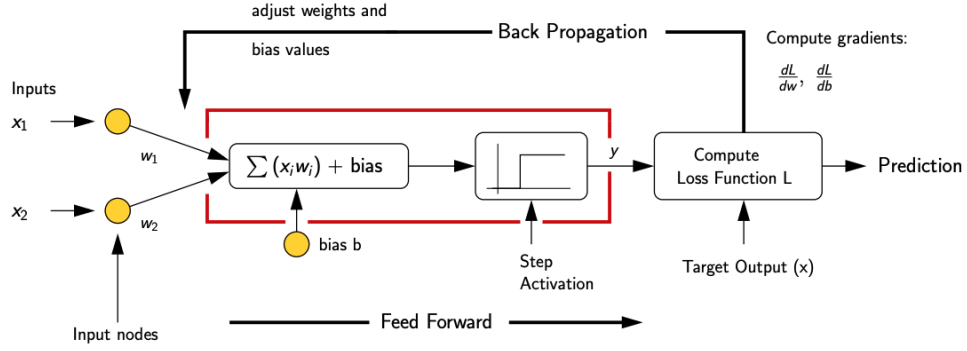 adjust weights and
bias values
Back Propagation
Compute gradients:
dL/dw, dL/db
Inputs
x₁
w₁
x₂
w₂
∑ (xᵢwᵢ) + bias
y
Compute
Loss Function L
Prediction
bias b
Step
Activation
Target Output (x)
Input nodes
Feed Forward